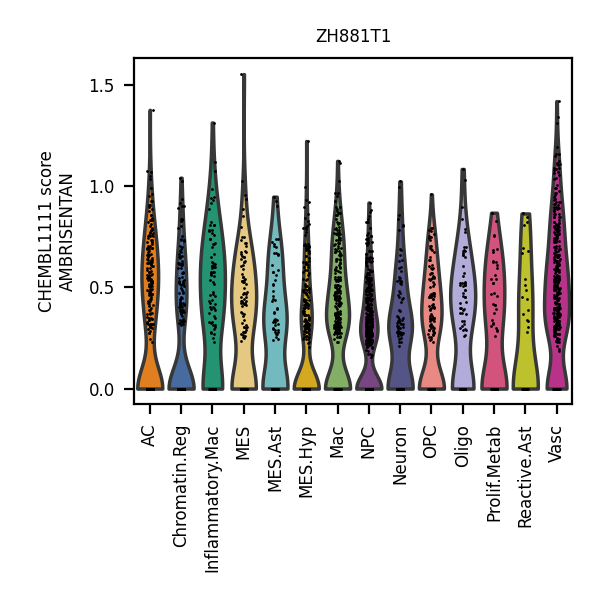 ZH881T1
CHEMBL1111 score
AMBRISENTAN
1.5
1.0
0.5
0.0
AC
Chromatin.Reg
Inflammatory.Mac
MES
MES.Ast
MES.Hyp
Mac
NPC
Neuron
OPC
Oligo
Prolif.Metab
Reactive.Ast
Vasc